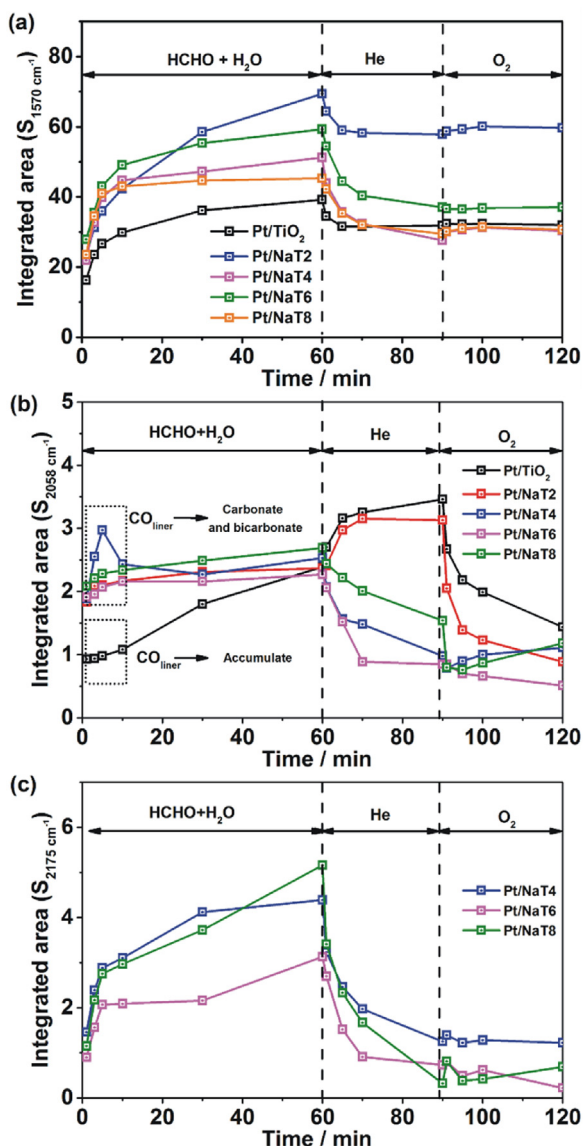 (a)
HCHO + H₂O
He
O₂
Integrated area (S₁₅₇₀ cm⁻¹)
80
60
40
20
0
Pt/TiO₂
Pt/NaT2
Pt/NaT4
Pt/NaT6
Pt/NaT8
0 20 40 60 80 100 120
Time / min
(b)
HCHO+H₂O
He
O₂
Integrated area (S₂₀₅₈ cm⁻¹)
5
4
3
2
1
0
CO_liner
Carbonate
and bicarbonate
CO_liner
Accumulate
Pt/TiO₂
Pt/NaT2
Pt/NaT4
Pt/NaT6
Pt/NaT8
0 20 40 60 80 100 120
Time / min
(c)
HCHO+H₂O
He
O₂
Integrated area (S₂₁₇₅ cm⁻¹)
6
4
2
0
Pt/NaT4
Pt/NaT6
Pt/NaT8
0 20 40 60 80 100 120
Time / min